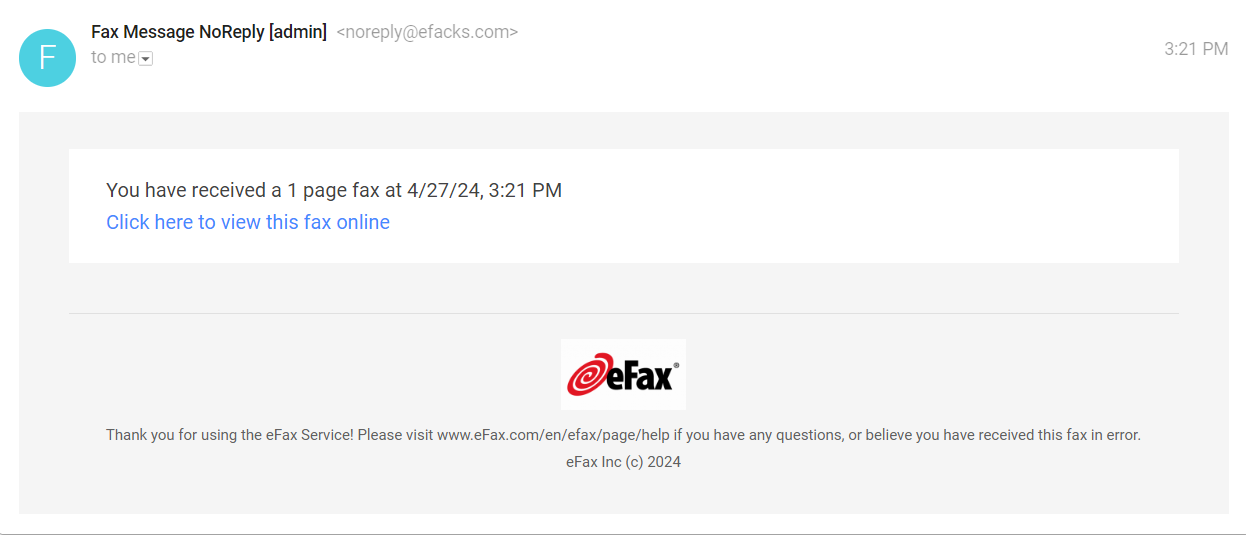 F
Fax Message NoReply [admin] <noreply@efacks.com>
to me
3:21 PM
You have received a 1 page fax at 4/27/24, 3:21 PM
Click here to view this fax online
eFax®
Thank you for using the eFax Service! Please visit www.eFax.com/en/efax/page/help if you have any questions, or believe you have received this fax in error.
eFax Inc (c) 2024